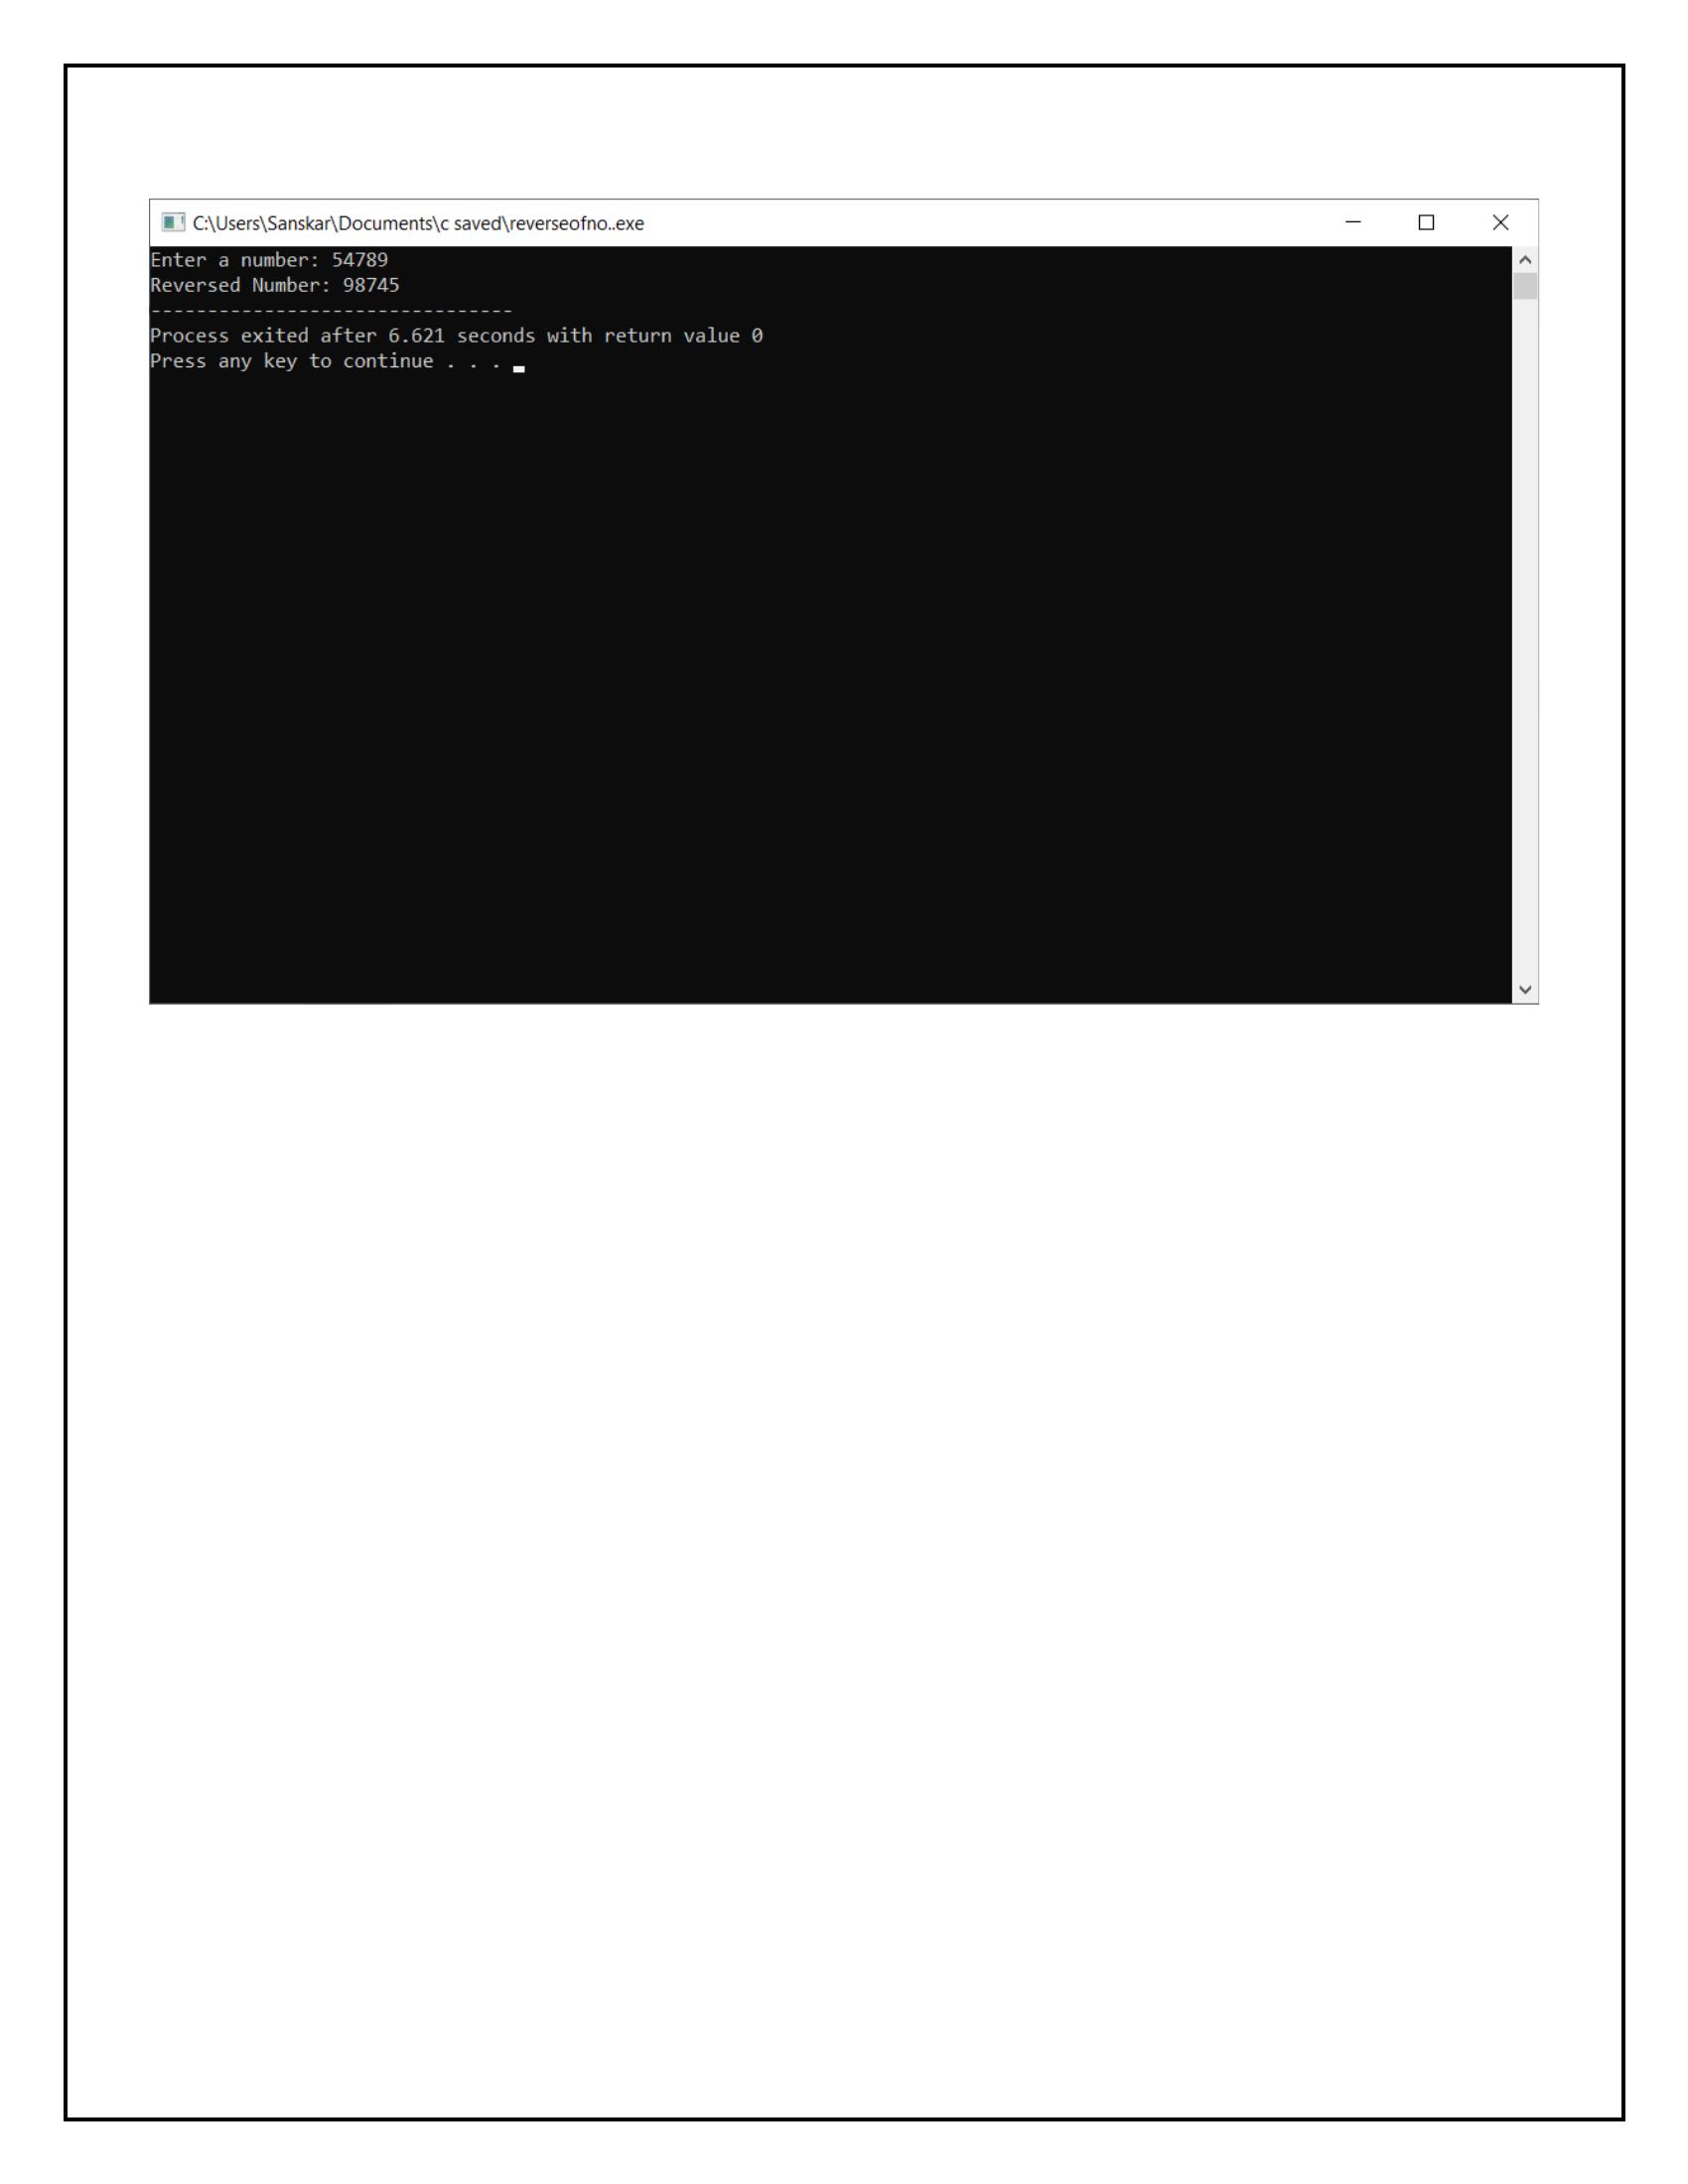 C:\Users\Sanskar\Documents\c saved\reverseofno..exe
Enter a number: 54789
Reversed Number: 98745
--------------------------------
Process exited after 6.621 seconds with return value 0
Press any key to continue . . .